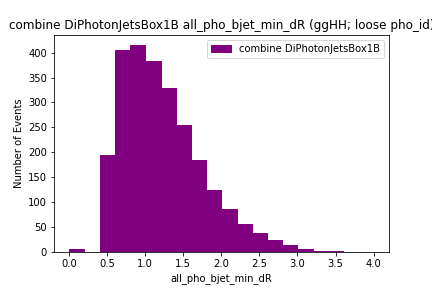 combine DiPhotonJetsBox1B all_pho_bjet_min_dR (ggHH; loose pho_id)
combine DiPhotonJetsBox1B
Number of Events
400
350
300
250
200
150
100
50
0
0.0 0.5 1.0 1.5 2.0 2.5 3.0 3.5 4.0
all_pho_bjet_min_dR